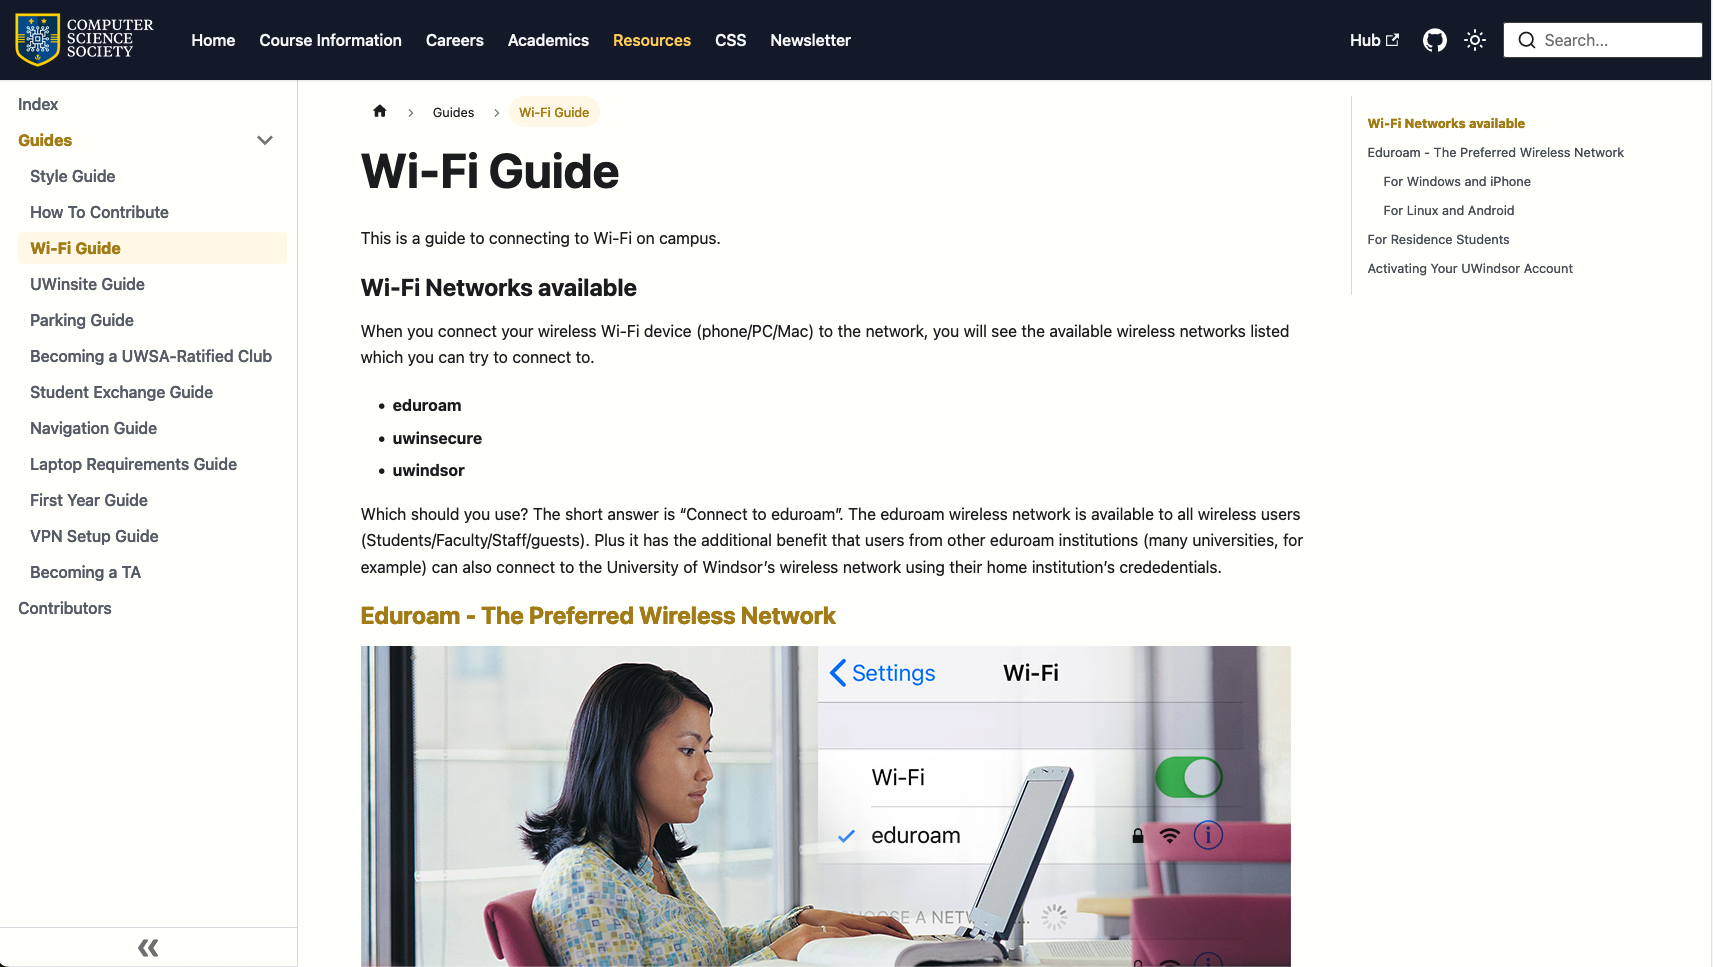 COMPUTER
SCIENCE
SOCIETY
Home
Course Information
Careers
Academics
Resources
CSS
Newsletter
Hub
Search...
Index
Guides
Style Guide
How To Contribute
Wi-Fi Guide
UWinsite Guide
Parking Guide
Becoming a UWSA-Ratified Club
Student Exchange Guide
Navigation Guide
Laptop Requirements Guide
First Year Guide
VPN Setup Guide
Becoming a TA
Contributors
Guides
Wi-Fi Guide
Wi-Fi Guide
This is a guide to connecting to Wi-Fi on campus.
Wi-Fi Networks available
When you connect your wireless Wi-Fi device (phone/PC/Mac) to the network, you will see the available wireless networks listed
which you can try to connect to.
eduroam
uwinsecure
uwindsor
Which should you use? The short answer is “Connect to eduroam”. The eduroam wireless network is available to all wireless users
(Students/Faculty/Staff/guests). Plus it has the additional benefit that users from other eduroam institutions (many universities, for
example) can also connect to the University of Windsor’s wireless network using their home institution’s crededentials.
Eduroam - The Preferred Wireless Network
Settings
Wi-Fi
Wi-Fi
eduroam
A NETW...
Wi-Fi Networks available
Eduroam - The Preferred Wireless Network
For Windows and iPhone
For Linux and Android
For Residence Students
Activating Your UWindsor Account